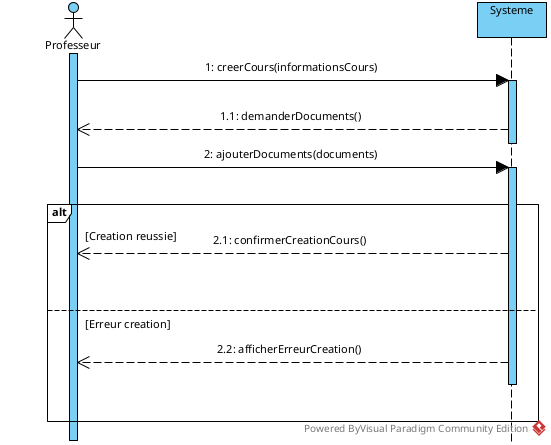 Systeme
Professeur
1: creerCours(informationsCours)
1.1: demanderDocuments()
2: ajouterDocuments(documents)
alt
[Creation reussie]
2.1: confirmerCreationCours()
[Erreur creation]
2.2: afficherErreurCreation()
Powered ByVisual Paradigm Community Edition